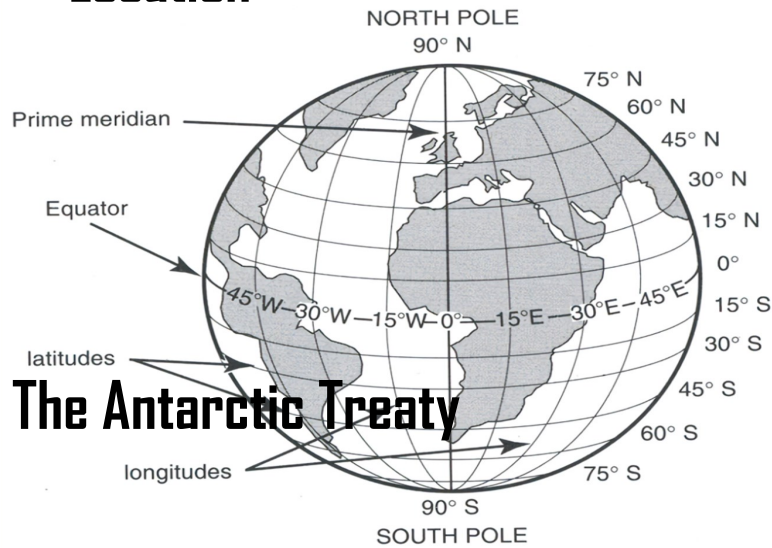 Location
NORTH POLE
90° N
75° N
Prime meridian
60° N
45° N
30° N
Equator
15° N
0°
45°W—30°W—15°W—0°—15°E—30°E—45°E
15° S
30° S
latitudes
45° S
The Antarctic Treaty
60° S
longitudes
75° S
90° S
SOUTH POLE